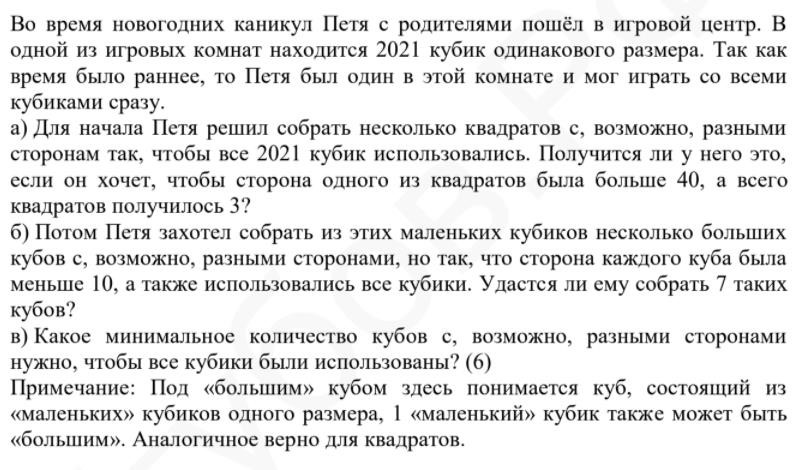 Во время новогодних каникул Петя с родителями пошёл в игровой центр. В
одной из игровых комнат находится 2021 кубик одинакового размера. Так как
время было раннее, то Петя был один в этой комнате и мог играть со всеми
кубиками сразу.
а) Для начала Петя решил собрать несколько квадратов с, возможно, разными
сторонам так, чтобы все 2021 кубик использовались. Получится ли у него это,
если он хочет, чтобы сторона одного из квадратов была больше 40, а всего
квадратов получилось 3?
б) Потом Петя захотел собрать из этих маленьких кубиков несколько больших
кубов с, возможно, разными сторонами, но так, что сторона каждого куба была
меньше 10, а также использовались все кубики. Удастся ли ему собрать 7 таких
кубов?
в) Какое минимальное количество кубов с, возможно, разными сторонами
нужно, чтобы все кубики были использованы? (6)
Примечание: Под «большим» кубом здесь понимается куб, состоящий из
«маленьких» кубиков одного размера, 1 «маленький» кубик также может быть
«большим». Аналогичное верно для квадратов.